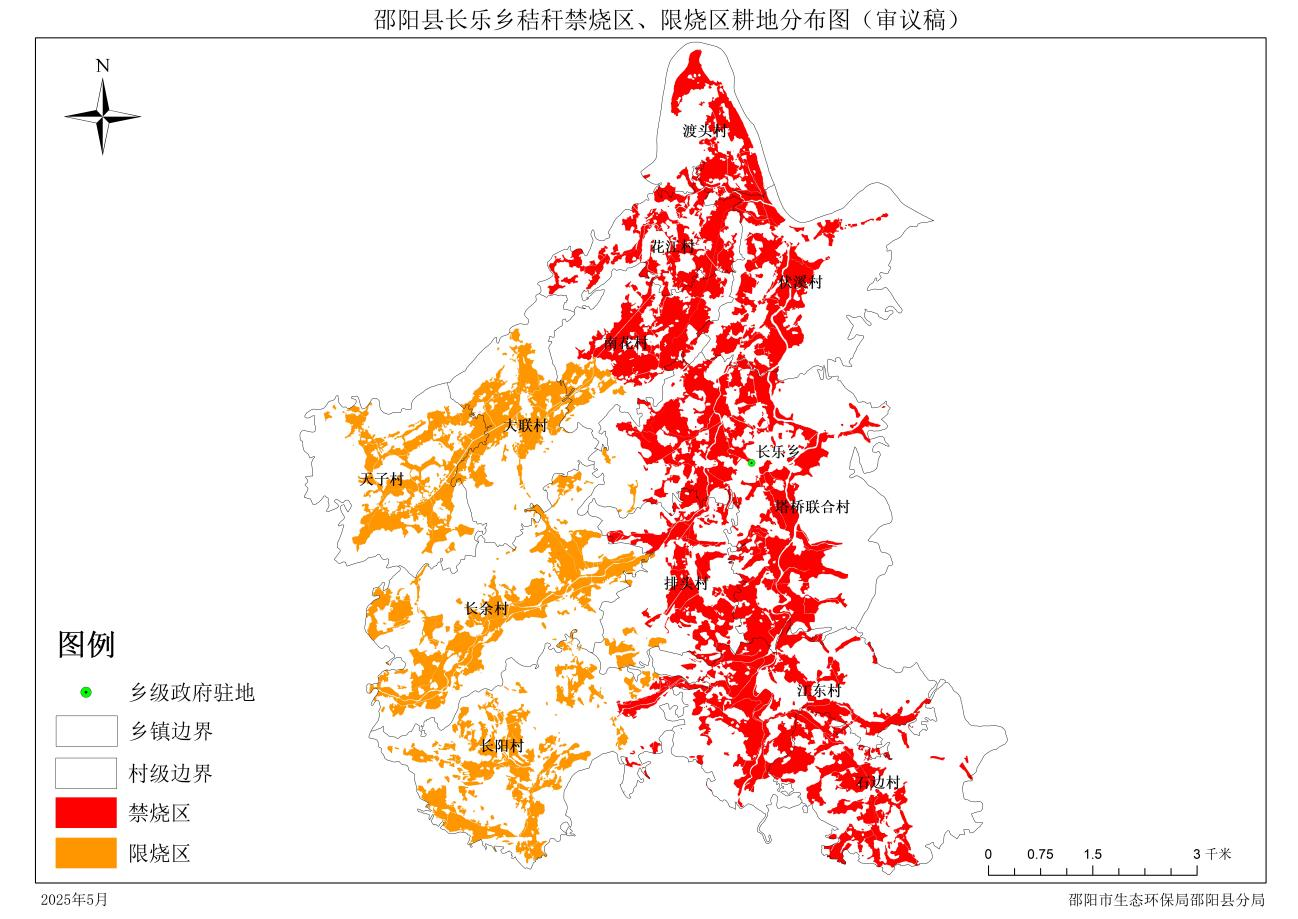 邵阳县长乐乡秸秆禁烧区、限烧区耕地分布图（审议稿）
N
渡头村
花江村
伏溪村
南花村
大联村
长乐乡
天子村
塔桥联合村
排头村
长余村
江东村
长阳村
石边村
图例
乡级政府驻地
乡镇边界
村级边界
禁烧区
限烧区
0 0.75 1.5 3 千米
2025年5月
邵阳市生态环保局邵阳县分局